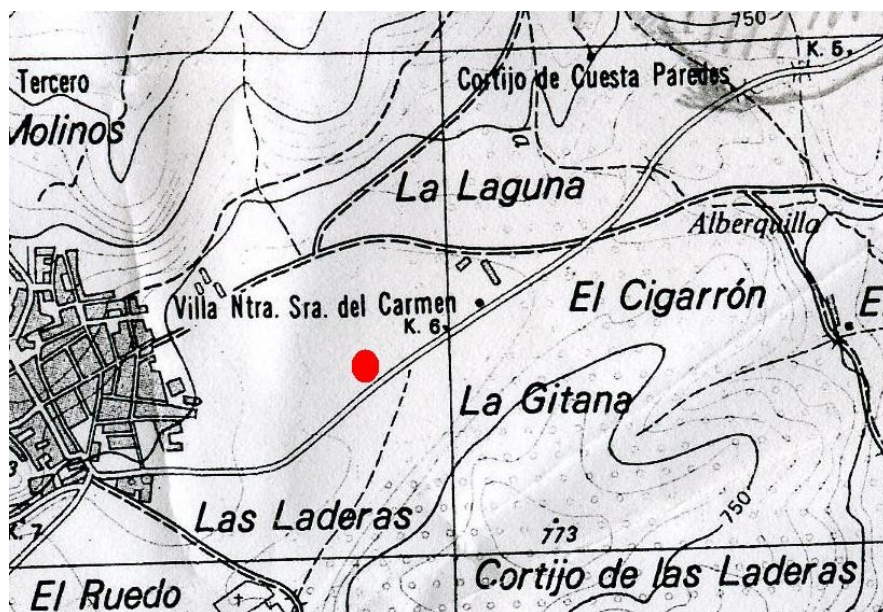 750
K. 5
Tercero
Cortijo de Cuesta Paredes
Molinos
La Laguna
Alberquilla
Villa Ntra. Sra. del Carmen
El Cigarrón
E
K. 6
La Gitana
Las Laderas
750
773
K. 7
Cortijo de las Laderas
El Ruedo